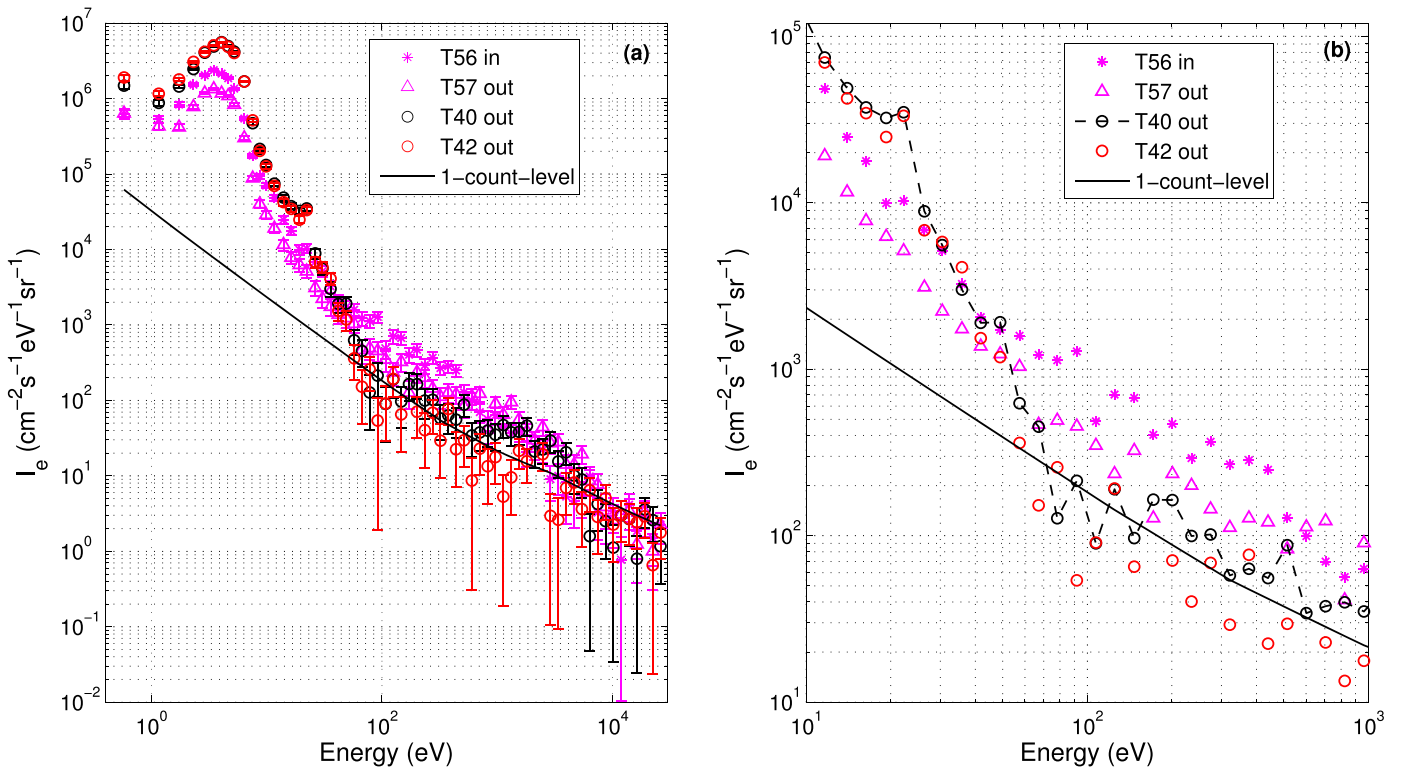 (a)
T56 in
T57 out
T40 out
T42 out
1−count−level
10^7
10^6
10^5
10^4
10^3
10^2
10^1
10^0
10^−1
10^−2
10^0
10^2
10^4
Energy (eV)
I_e (cm^−2 s^−1 eV^−1 sr^−1)
(b)
T56 in
T57 out
T40 out
T42 out
1−count−level
10^5
10^4
10^3
10^2
10^1
10^1
10^2
10^3
Energy (eV)
I_e (cm^−2 s^−1 eV^−1 sr^−1)